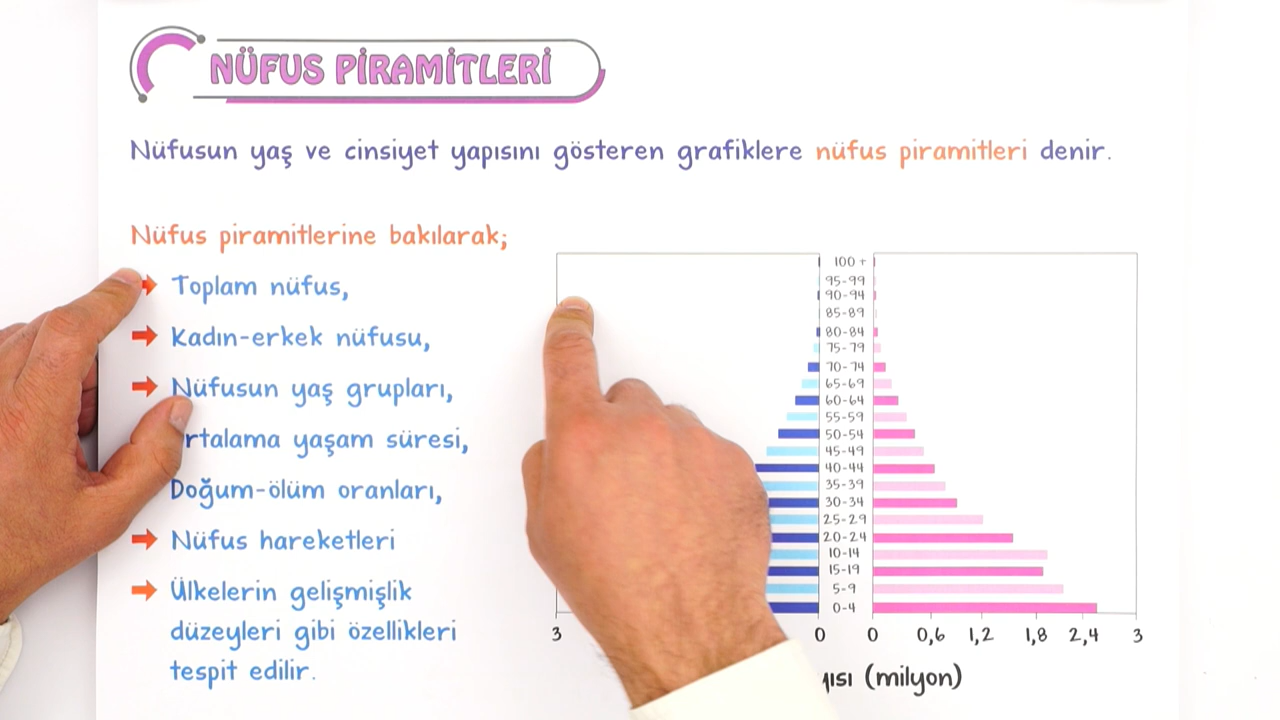 NÜFUS PİRAMİTLERİ
Nüfusun yaş ve cinsiyet yapısını gösteren grafiklere nüfus piramitleri denir.
Nüfus piramitlerine bakılarak;
Toplam nüfus,
Kadın-erkek nüfusu,
Nüfusun yaş grupları,
yaşam süresi,
Doğum-ölüm oranları,
Nüfus hareketleri
Ülkelerin gelişmişlik
düzeyleri gibi özellikleri
tespit edilir.
100 +
95-99
90-94
85-89
80-84
75-79
70-74
65-69
60-64
55-59
50-54
45-49
40-44
35-39
30-34
25-29
20-24
10-14
15-19
5-9
0-4
3 0 0 0,6 1,2 1,8 2,4 3
(milyon)